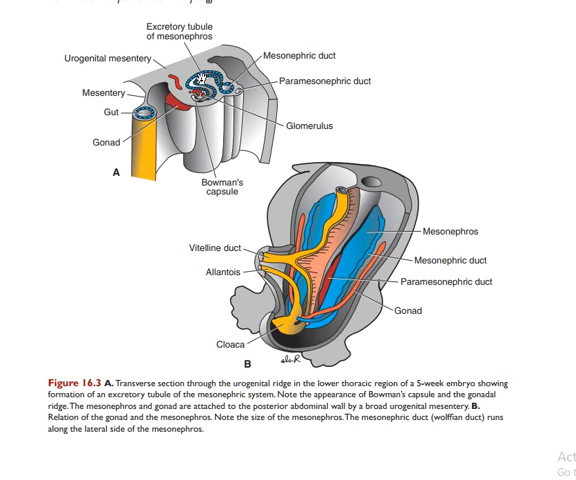 Excretory tubule
of mesonephros
Urogenital mesentery
Mesonephric duct
Paramesonephric duct
Mesentery
Gut
Glomerulus
Gonad
A
Bowman's
capsule
Mesonephros
Vitelline duct
Mesonephric duct
Allantois
Paramesonephric duct
Gonad
Cloaca
B
Figure 16.3 A. Transverse section through the urogenital ridge in the lower thoracic region of a 5-week embryo showing
formation of an excretory tubule of the mesonephric system. Note the appearance of Bowman's capsule and the gonadal
ridge. The mesonephros and gonad are attached to the posterior abdominal wall by a broad urogenital mesentery. B.
Relation of the gonad and the mesonephros. Note the size of the mesonephros. The mesonephric duct (wolffian duct) runs
along the lateral side of the mesonephros.
Act
Go t